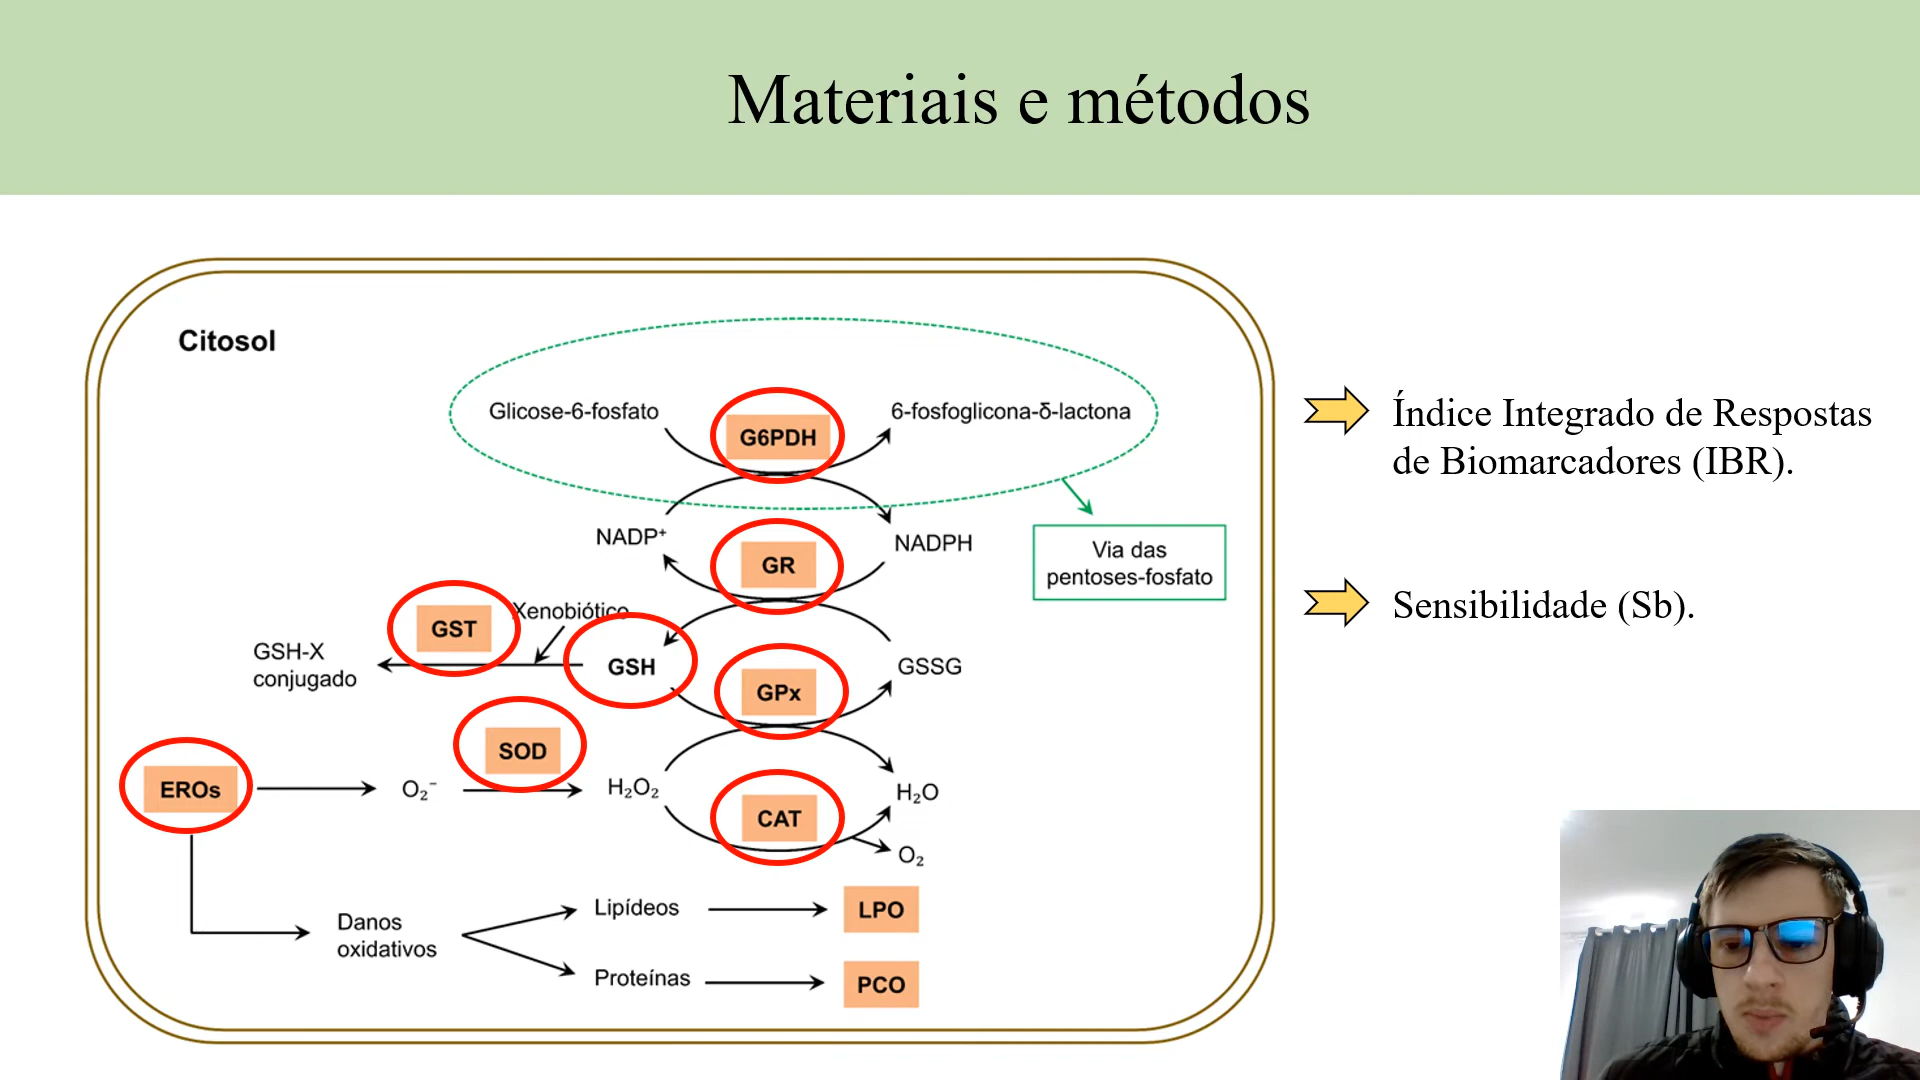 Materiais e métodos
Citosol
Glicose-6-fosfato
G6PDH
6-fosfoglicona-δ-lactona
NADP⁺
GR
NADPH
Via das
pentoses-fosfato
GST
Xenobiótico
GSH-X
conjugado
GSH
GPx
GSSG
SOD
EROs
O₂⁻
H₂O₂
CAT
H₂O
O₂
Danos
oxidativos
Lipídeos
LPO
Proteínas
PCO
Índice Integrado de Respostas
de Biomarcadores (IBR).
Sensibilidade (Sb).